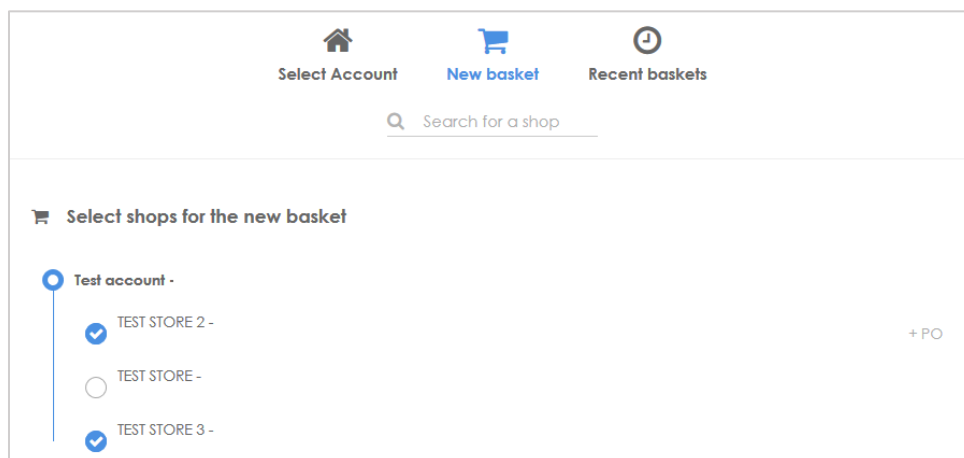 Select Account New basket Recent baskets
Search for a shop
Select shops for the new basket
Test account -
TEST STORE 2 -
+ PO
TEST STORE -
TEST STORE 3 -